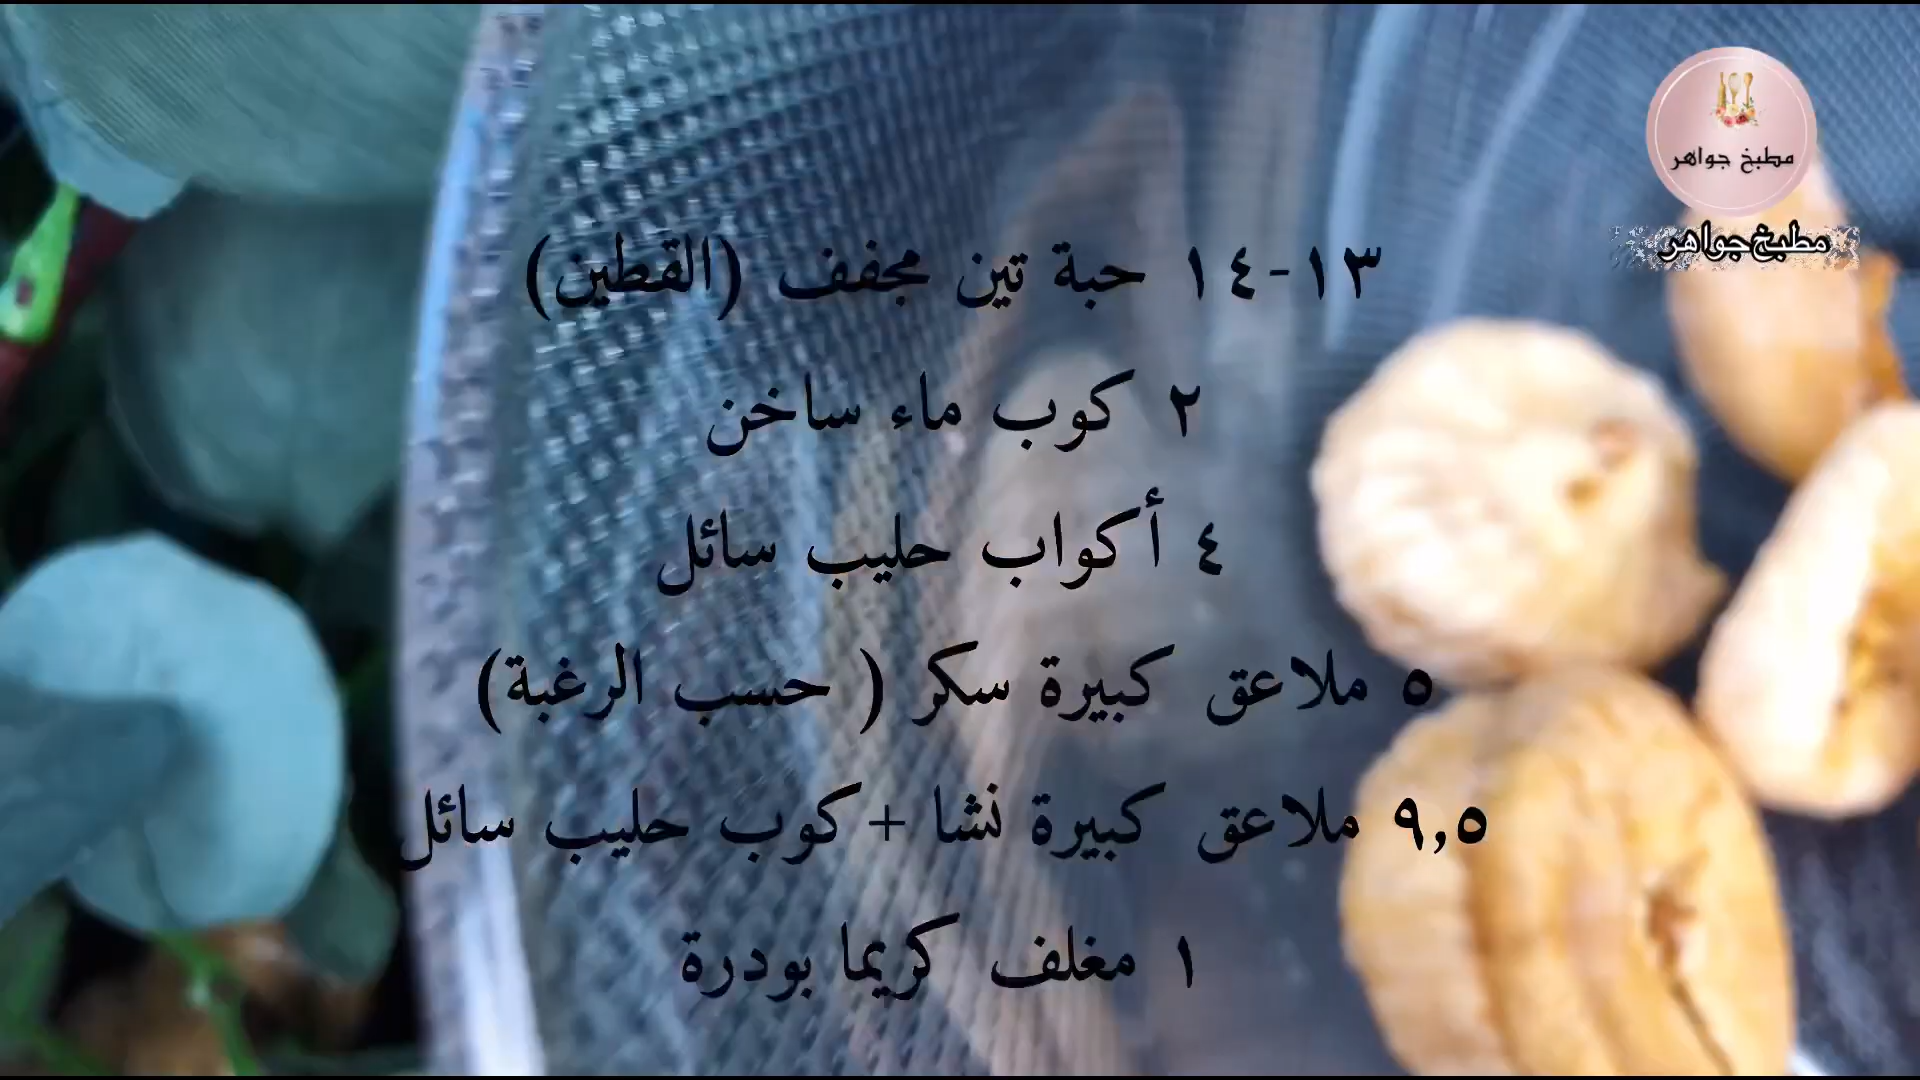 مطبخ جواهر
مطبخ جواهر
١٣-١٤ حبة تين مجفف (القطين)
٢ كوب ماء ساخن
٤ أكواب حليب سائل
٥ ملاعق كبيرة سكر ( حسب الرغبة)
٩,٥ ملاعق كبيرة نشا + كوب حليب سائل
١ مغلف كريما بودرة